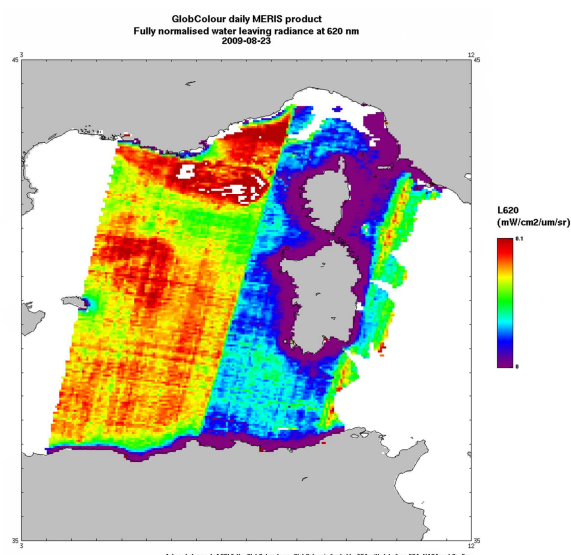 GlobColour daily MERIS product
Fully normalised water leaving radiance at 620 nm
2009-08-23
3
12
45
45
L620
(mW/cm2/um/sr)
0.1
0
35
35
3
12